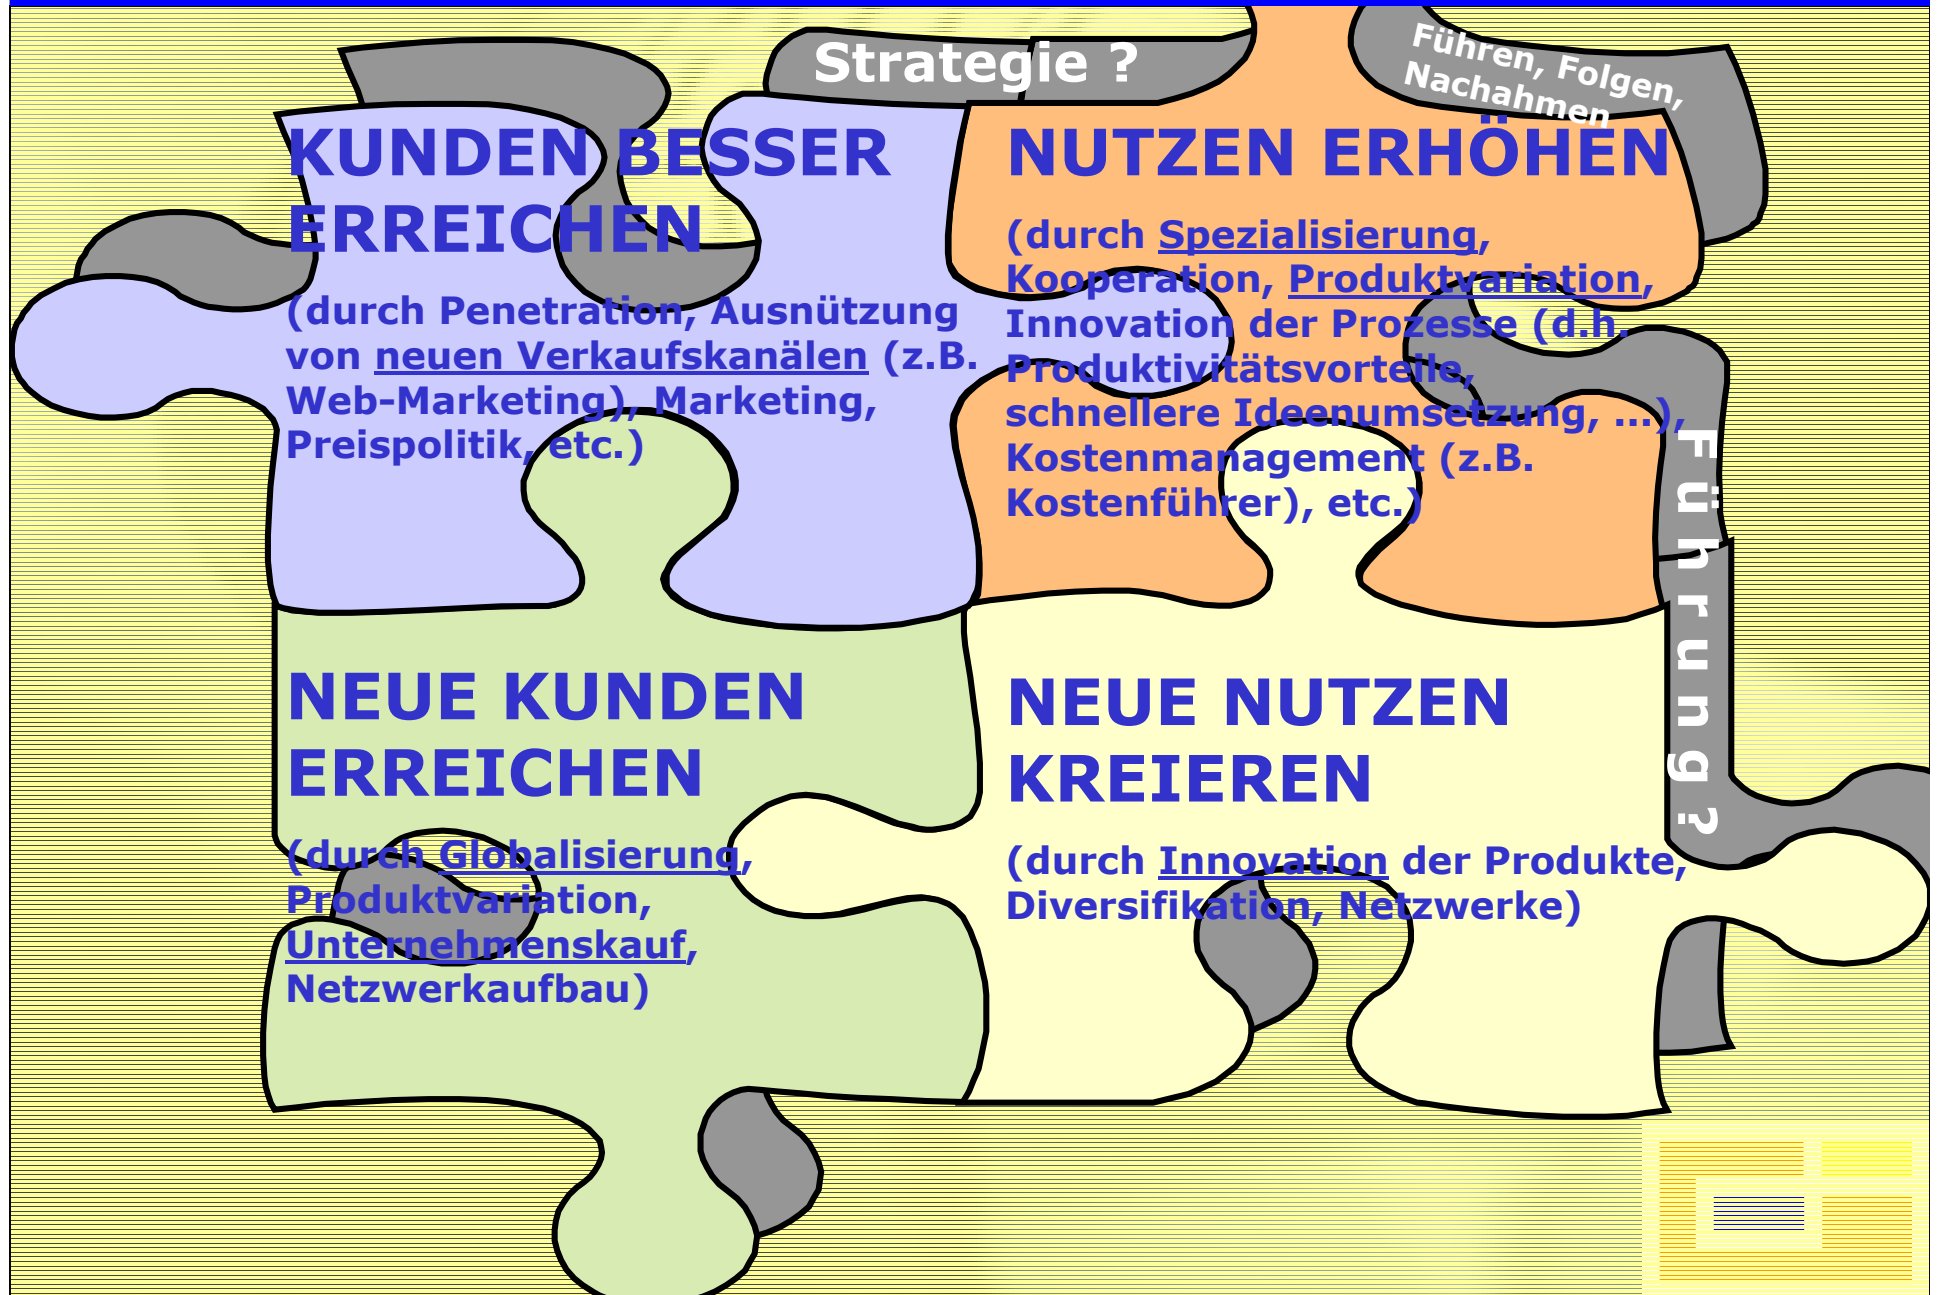 Strategie ?
Führen, Folgen,
Nachahmen
KUNDEN BESSER
ERREICHEN
(durch Penetration, Ausnützung
von neuen Verkaufskanälen (z.B.
Web-Marketing), Marketing,
Preispolitik, etc.)
NUTZEN ERHÖHEN
(durch Spezialisierung,
Kooperation, Produktvariation,
Innovation der Prozesse (d.h.
Produktivitätsvorteile,
schnellere Ideenumsetzung, ...),
Kostenmanagement (z.B.
Kostenführer), etc.)
Führung?
NEUE KUNDEN
ERREICHEN
(durch Globalisierung,
Produktvariation,
Unternehmenskauf,
Netzwerkaufbau)
NEUE NUTZEN
KREIEREN
(durch Innovation der Produkte,
Diversifikation, Netzwerke)